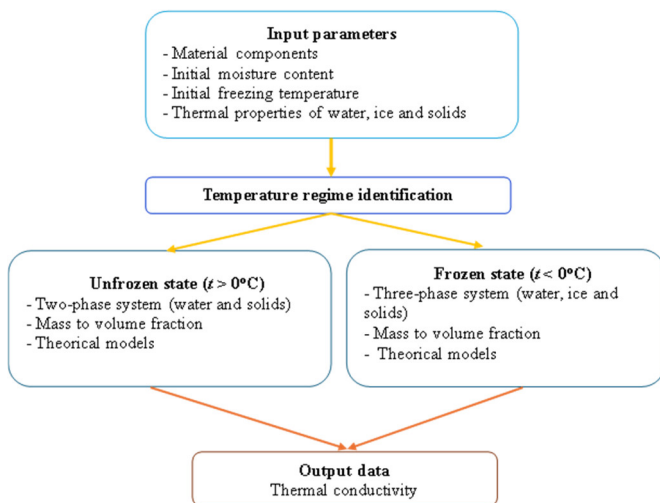 Input parameters
- Material components
- Initial moisture content
- Initial freezing temperature
- Thermal properties of water, ice and solids
Temperature regime identification
Unfrozen state (t > 0°C)
- Two-phase system (water and solids)
- Mass to volume fraction
- Theorical models
Frozen state (t < 0°C)
- Three-phase system (water, ice and
solids)
- Mass to volume fraction
- Theorical models
Output data
Thermal conductivity